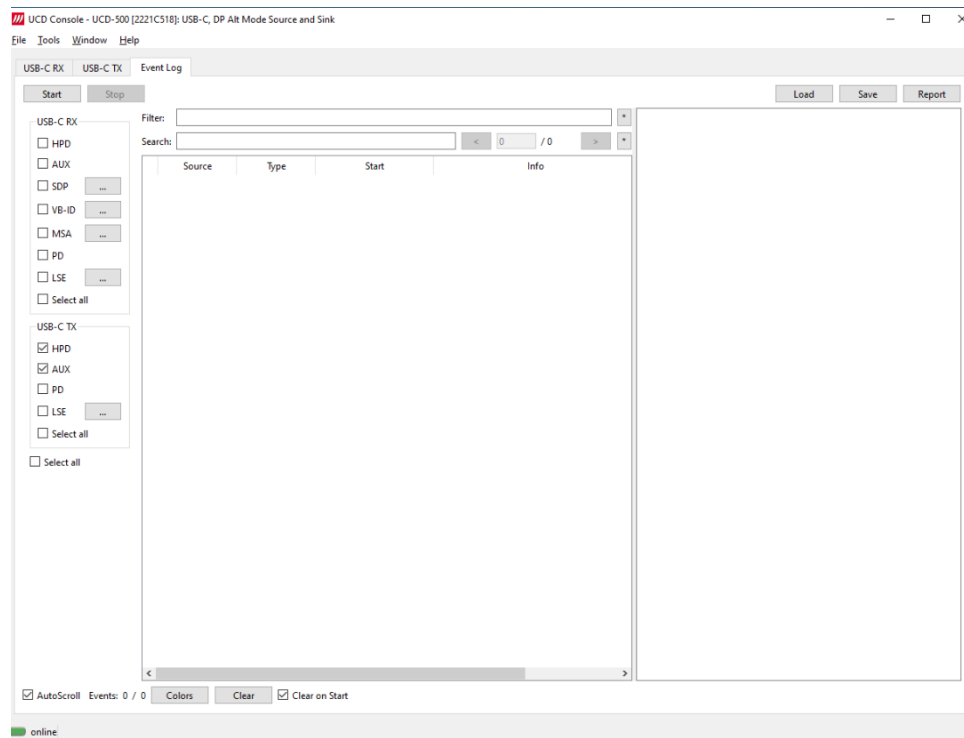 UCD Console - UCD-500 [2221C518]: USB-C, DP Alt Mode Source and Sink
File Tools Window Help
USB-C RX USB-C TX Event Log
Start Stop Load Save Report
USB-C RX
HPD
AUX
SDP ...
VB-ID ...
MSA ...
PD
LSE ...
Select all
USB-C TX
HPD
AUX
PD
LSE ...
Select all
Select all
Filter: *
Search: < 0 / 0 > *
Source Type Start Info
AutoScroll Events: 0 / 0 Colors Clear Clear on Start
online